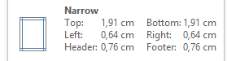 Narrow
Top: 1,91 cm Bottom: 1,91 cm
Left: 0,64 cm Right: 0,64 cm
Header: 0,76 cm Footer: 0,76 cm